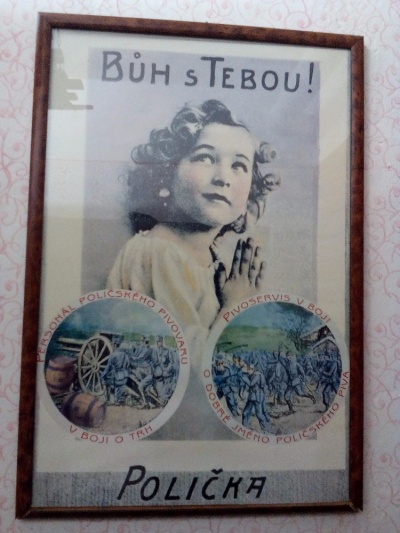 BŮH S TEBOU!
PERSONÁL POLIČSKÉHO PIVOVARU
V BOJI O TRH
PIVOSERVIS V BOJI
O DOBRÉ JMÉNO POLIČSKÉHO PIVA
POLIČKA